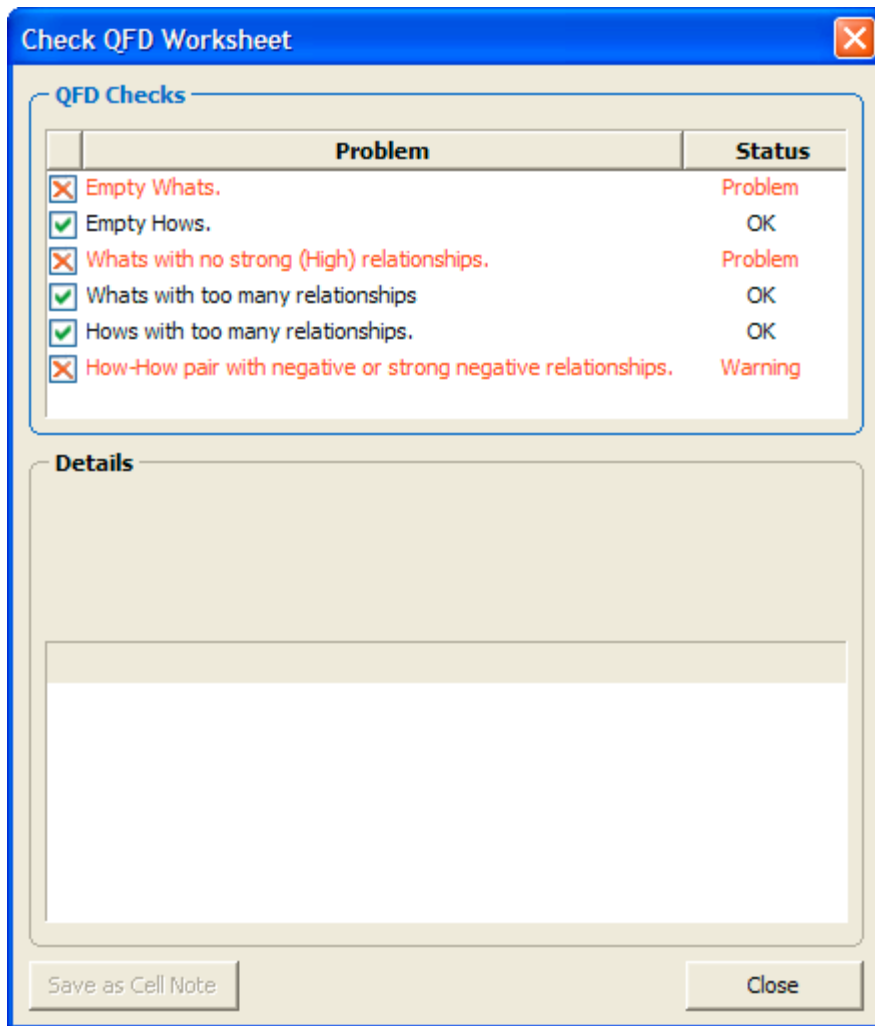 Check QFD Worksheet
QFD Checks
Problem Status
Empty Whats. Problem
Empty Hows. OK
Whats with no strong (High) relationships. Problem
Whats with too many relationships OK
Hows with too many relationships. OK
How-How pair with negative or strong negative relationships. Warning
Details
Save as Cell Note Close